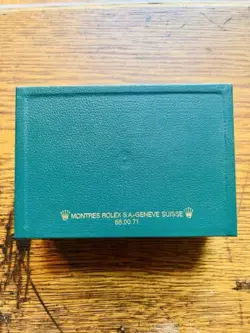 MONTRES ROLEX S.A.-GENEVE SUISSE
68.00.71